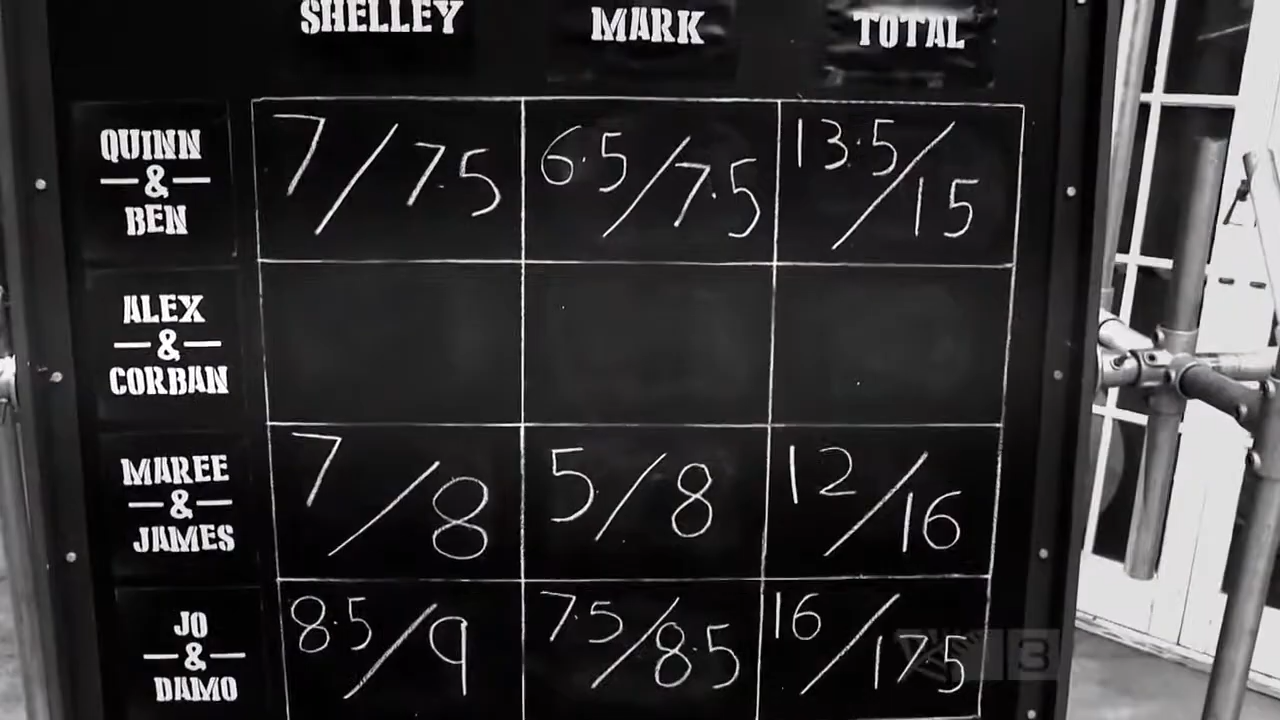 SHELLEY MARK TOTAL
QUINN
&
BEN
7/7.5 6.5/7.5 13.5/15
ALEX
&
CORBAN
MAREE
&
JAMES
7/8 5/8 12/16
JO
&
DAMO
8.5/9 7.5/8.5 16/17.5
3